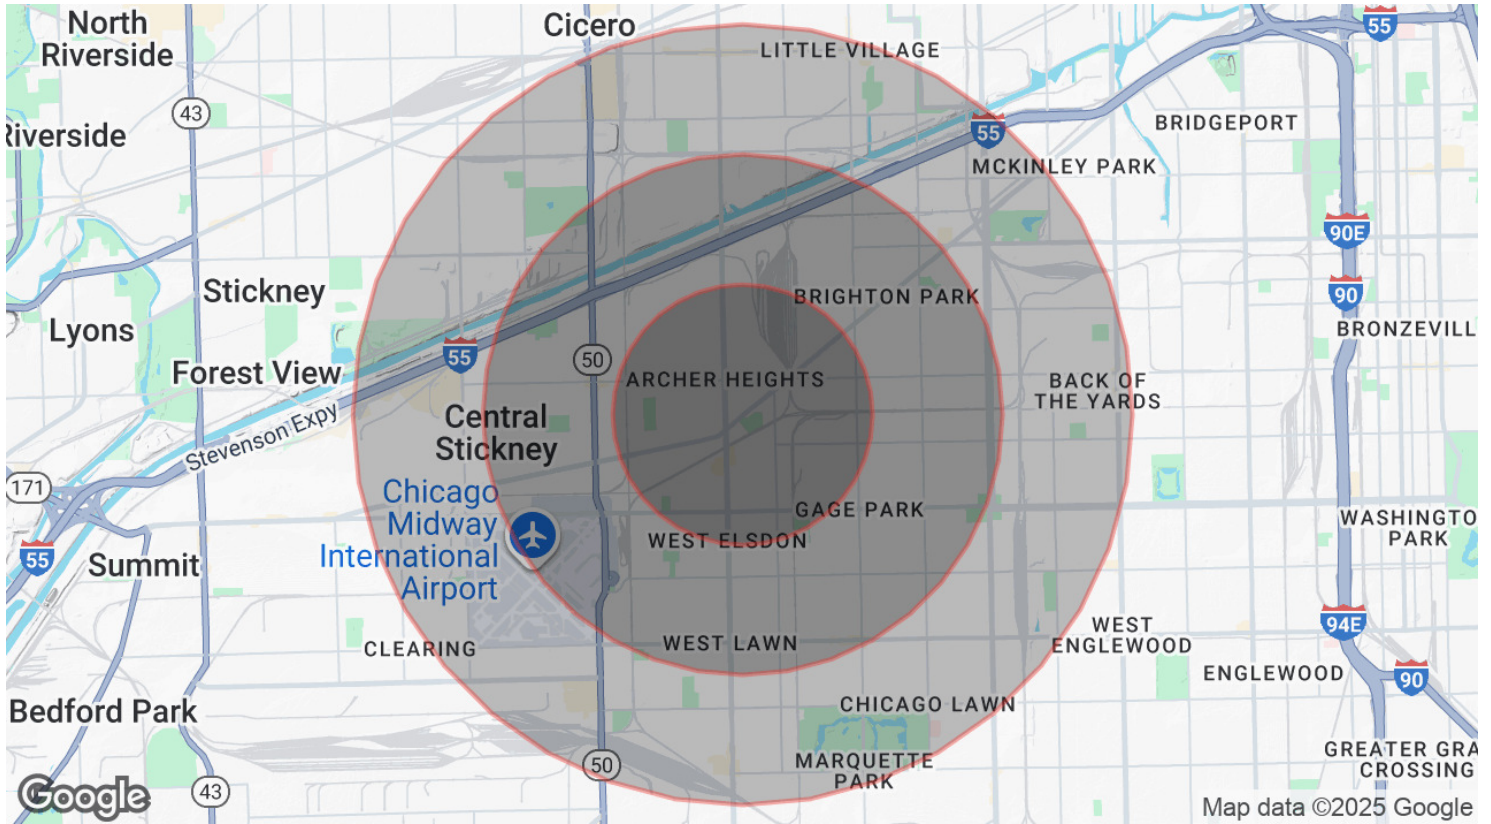 Cicero
North
Riverside
LITTLE VILLAGE
55
43
Riverside
BRIDGEPORT
55
MCKINLEY PARK
90E
Stickney
BRIGHTON PARK
90
Lyons
BRONZEVILL
Forest View
55
50
ARCHER HEIGHTS
BACK OF
THE YARDS
Central
Stickney
Stevenson Expy
171
Chicago
Midway
International
Airport
GAGE PARK
WASHINGTO
PARK
WEST ELSDON
55
Summit
CLEARING
WEST LAWN
WEST
ENGLEWOOD
94E
ENGLEWOOD
90
Bedford Park
CHICAGO LAWN
50
MARQUETTE
PARK
GREATER GRA
CROSSING
43
Google
Map data ©2025 Google